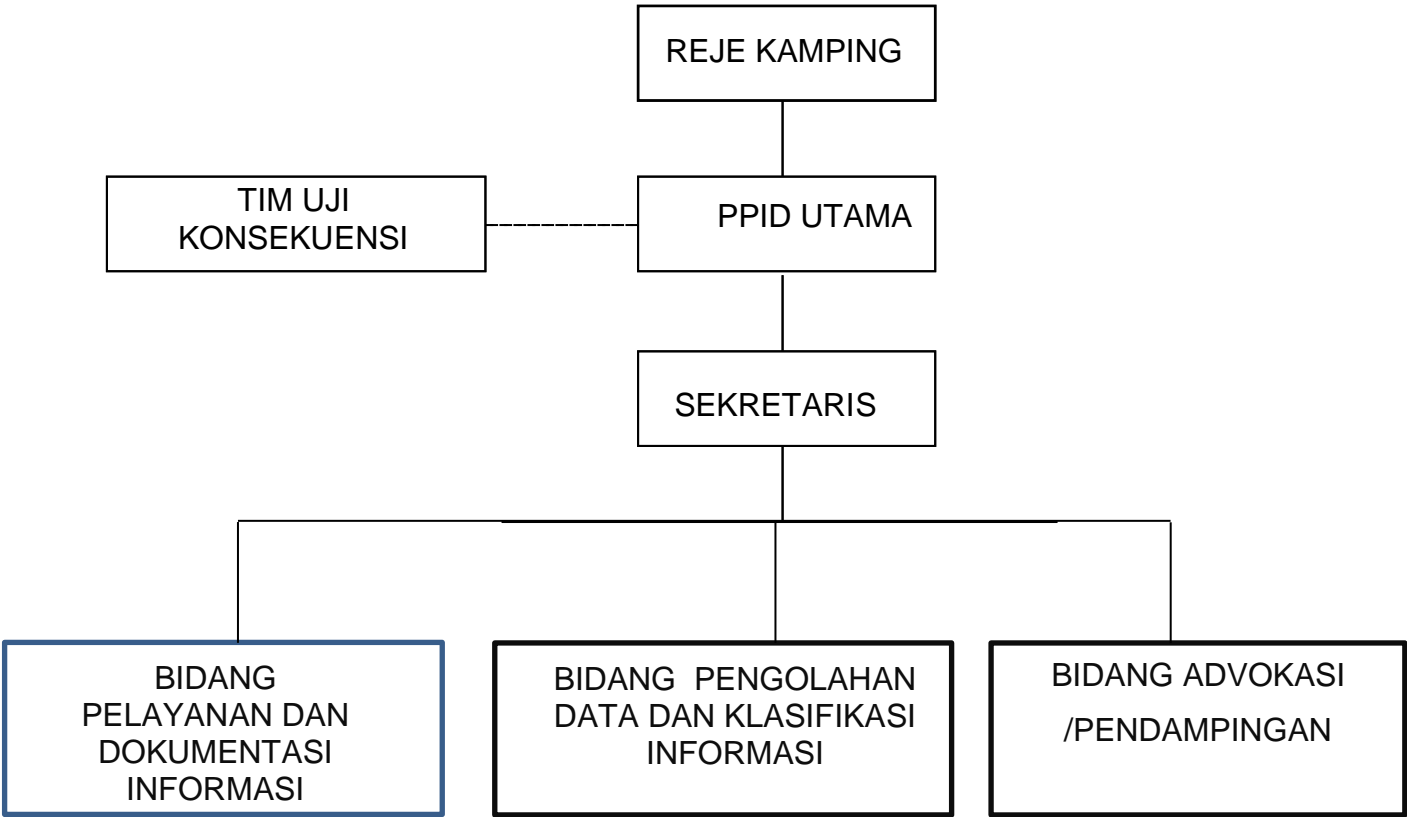 REJE KAMPING
TIM UJI
KONSEKUENSI
PPID UTAMA
SEKRETARIS
BIDANG
PELAYANAN DAN
DOKUMENTASI
INFORMASI
BIDANG PENGOLAHAN
DATA DAN KLASIFIKASI
INFORMASI
BIDANG ADVOKASI
/PENDAMPINGAN